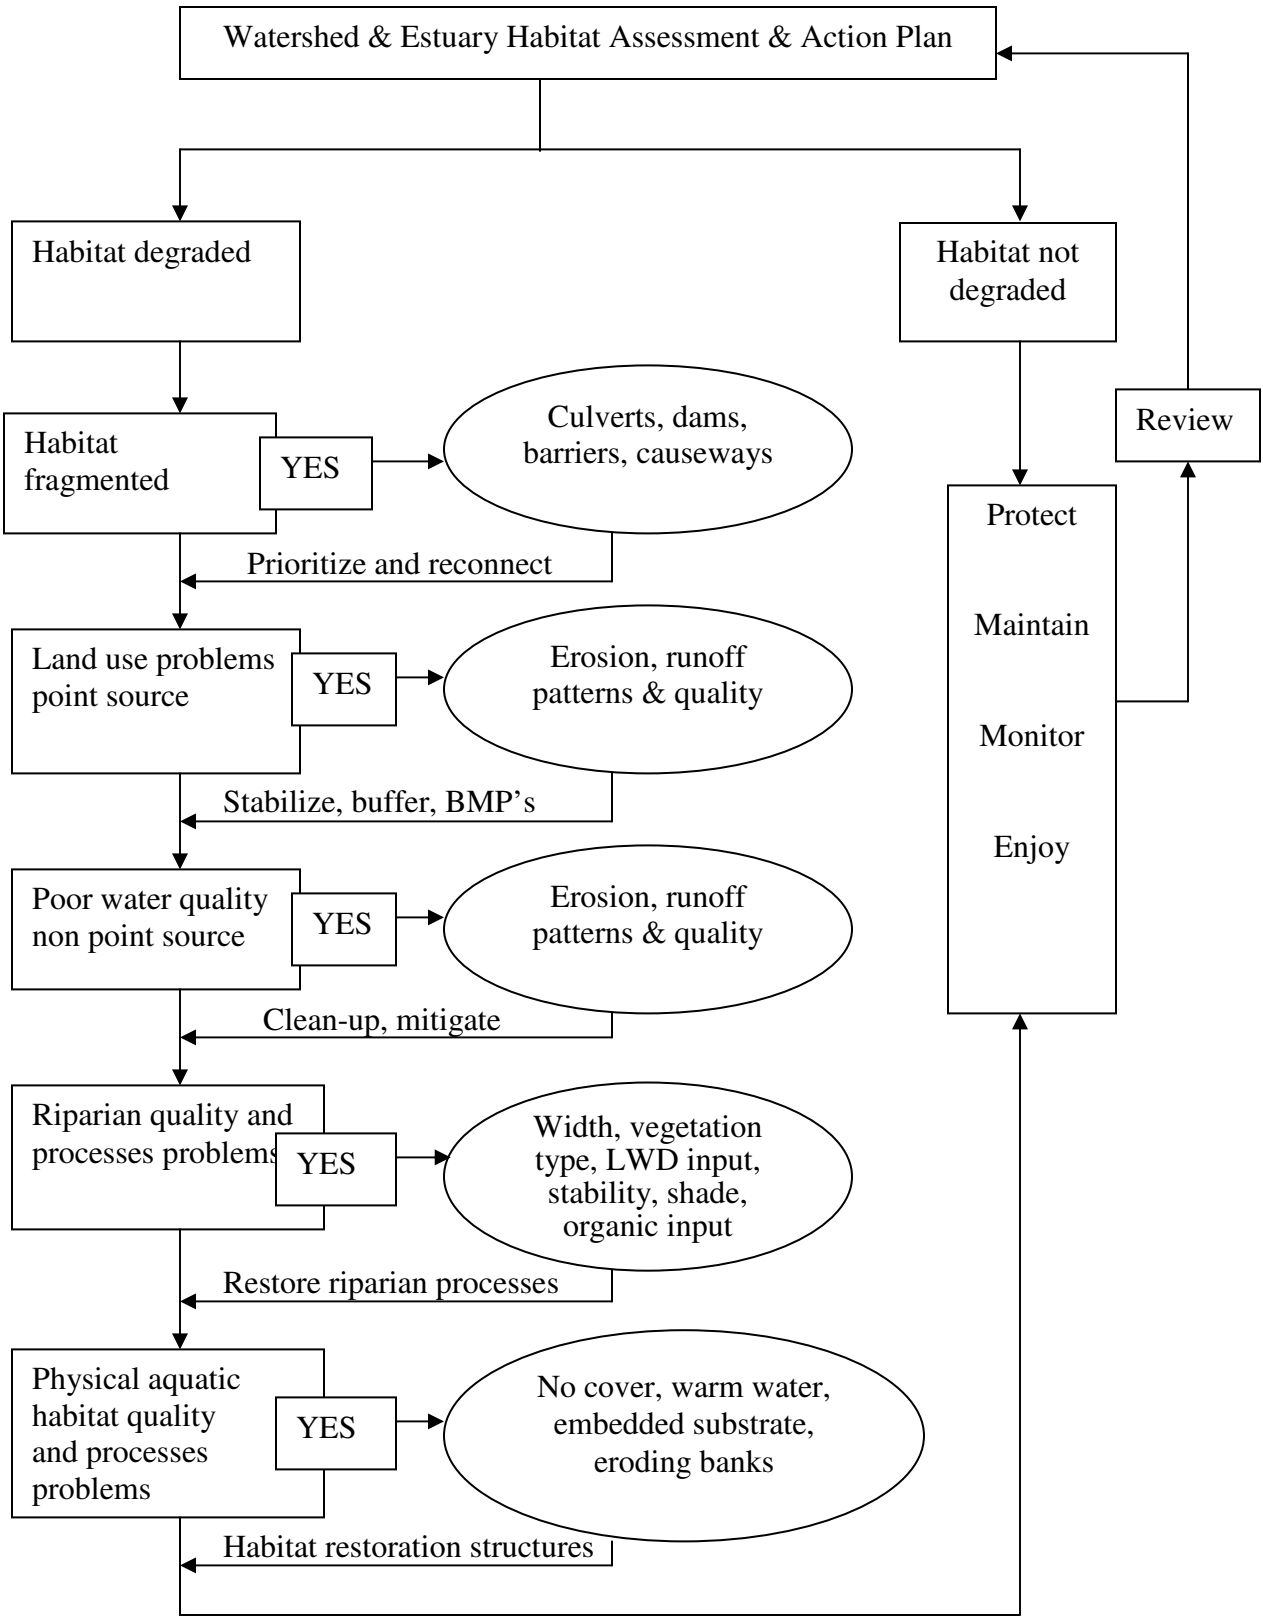 Watershed & Estuary Habitat Assessment & Action Plan
Habitat degraded
Habitat not
degraded
Review
Habitat
fragmented
YES
Culverts, dams,
barriers, causeways
Prioritize and reconnect
Protect
Maintain
Monitor
Enjoy
Land use problems
point source
YES
Erosion, runoff
patterns & quality
Stabilize, buffer, BMP's
Poor water quality
non point source
YES
Erosion, runoff
patterns & quality
Clean-up, mitigate
Riparian quality and
processes problems
YES
Width, vegetation
type, LWD input,
stability, shade,
organic input
Restore riparian processes
Physical aquatic
habitat quality
and processes
problems
YES
No cover, warm water,
embedded substrate,
eroding banks
Habitat restoration structures